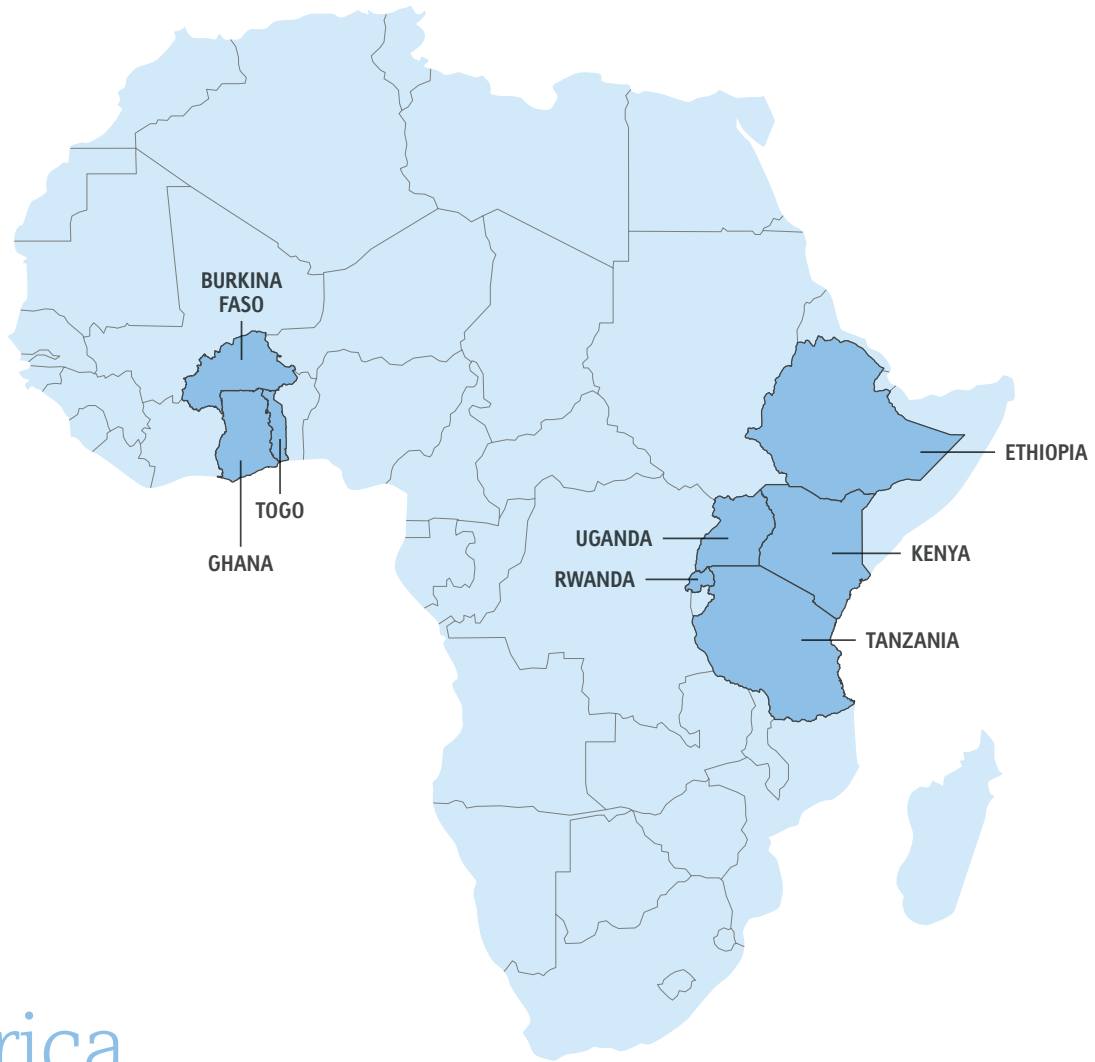 BURKINA
FASO
ETHIOPIA
TOGO
UGANDA
KENYA
GHANA
RWANDA
TANZANIA
rica